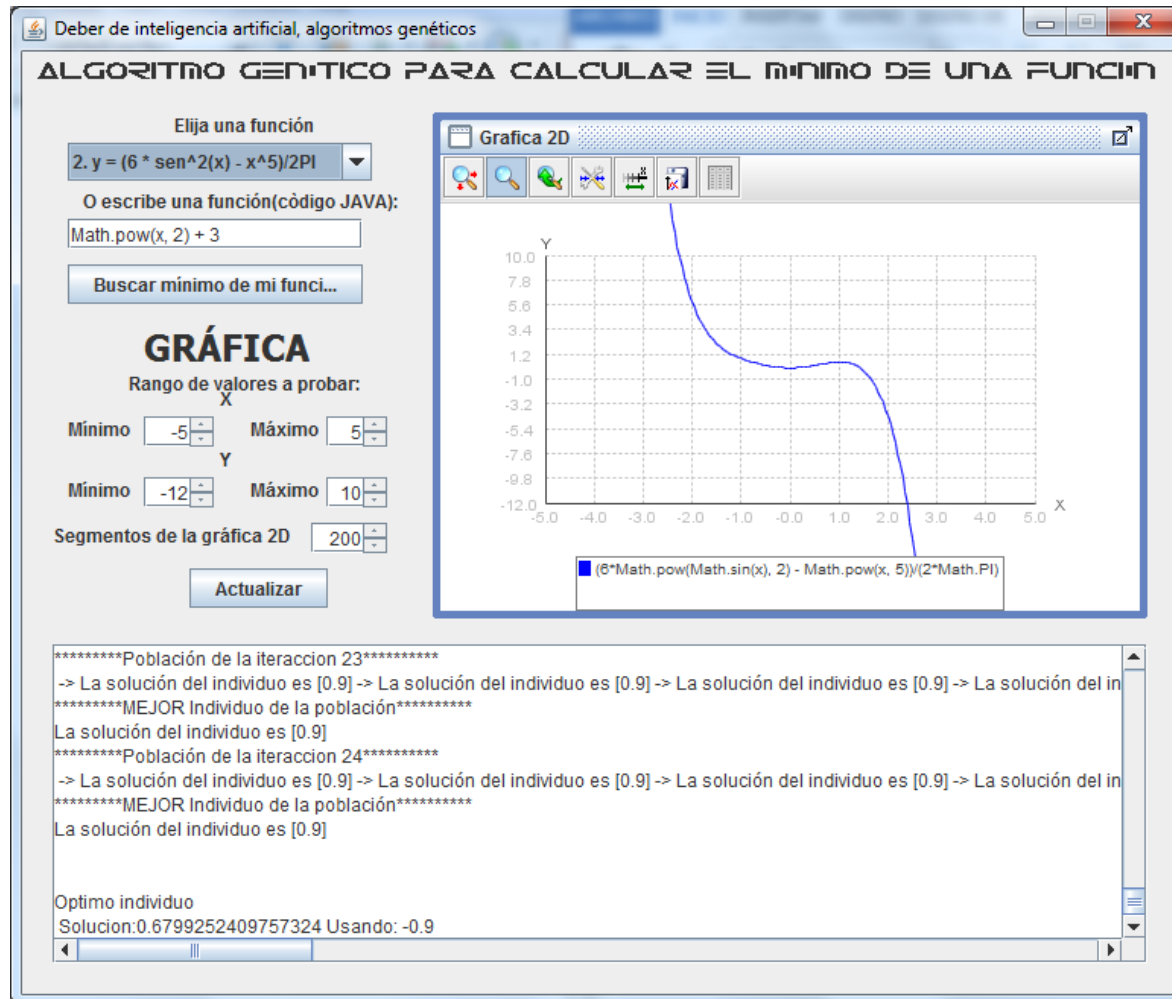 Deber de inteligencia artificial, algoritmos genéticos
ALGORITMO GENÉTICO PARA CALCULAR EL MÍNIMO DE UNA FUNCIÓN
Elija una función
2. y = (6 * sen^2(x) - x^5)/2PI
O escribe una función(còdigo JAVA):
Math.pow(x, 2) + 3
Buscar mínimo de mi funci...
GRÁFICA
Rango de valores a probar:
X
Mínimo -5 Máximo 5
Y
Mínimo -12 Máximo 10
Segmentos de la gráfica 2D 200
Actualizar
Grafica 2D
Y
10.0
7.8
5.6
3.4
1.2
-1.0
-3.2
-5.4
-7.6
-9.8
-12.0
X
-5.0 -4.0 -3.0 -2.0 -1.0 -0.0 1.0 2.0 3.0 4.0 5.0
(6*Math.pow(Math.sin(x), 2) - Math.pow(x, 5))/(2*Math.PI)
*********Población de la iteraccion 23**********
-> La solución del individuo es [0.9] -> La solución del individuo es [0.9] -> La solución del individuo es [0.9] -> La solución del in
*********MEJOR Individuo de la población**********
La solución del individuo es [0.9]
*********Población de la iteraccion 24**********
-> La solución del individuo es [0.9] -> La solución del individuo es [0.9] -> La solución del individuo es [0.9] -> La solución del in
*********MEJOR Individuo de la población**********
La solución del individuo es [0.9]
Optimo individuo
Solucion:0.6799252409757324 Usando: -0.9